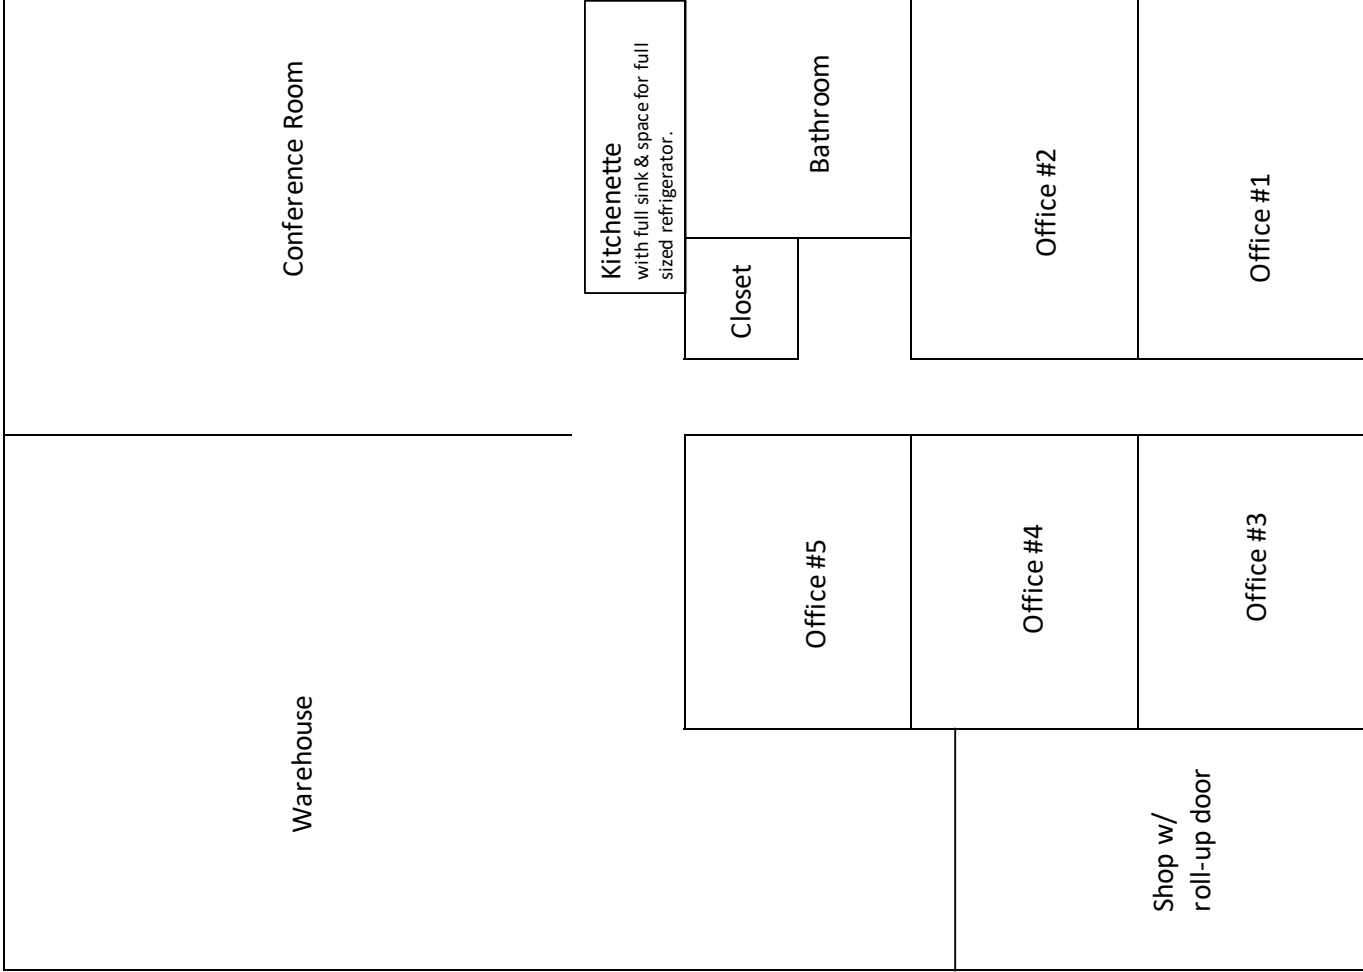 Conference Room
Kitchenette
with full sink & space for full
sized refrigerator.
Bathroom
Closet
Office #2
Office #1
Warehouse
Office #5
Office #4
Office #3
Shop w/
roll-up door